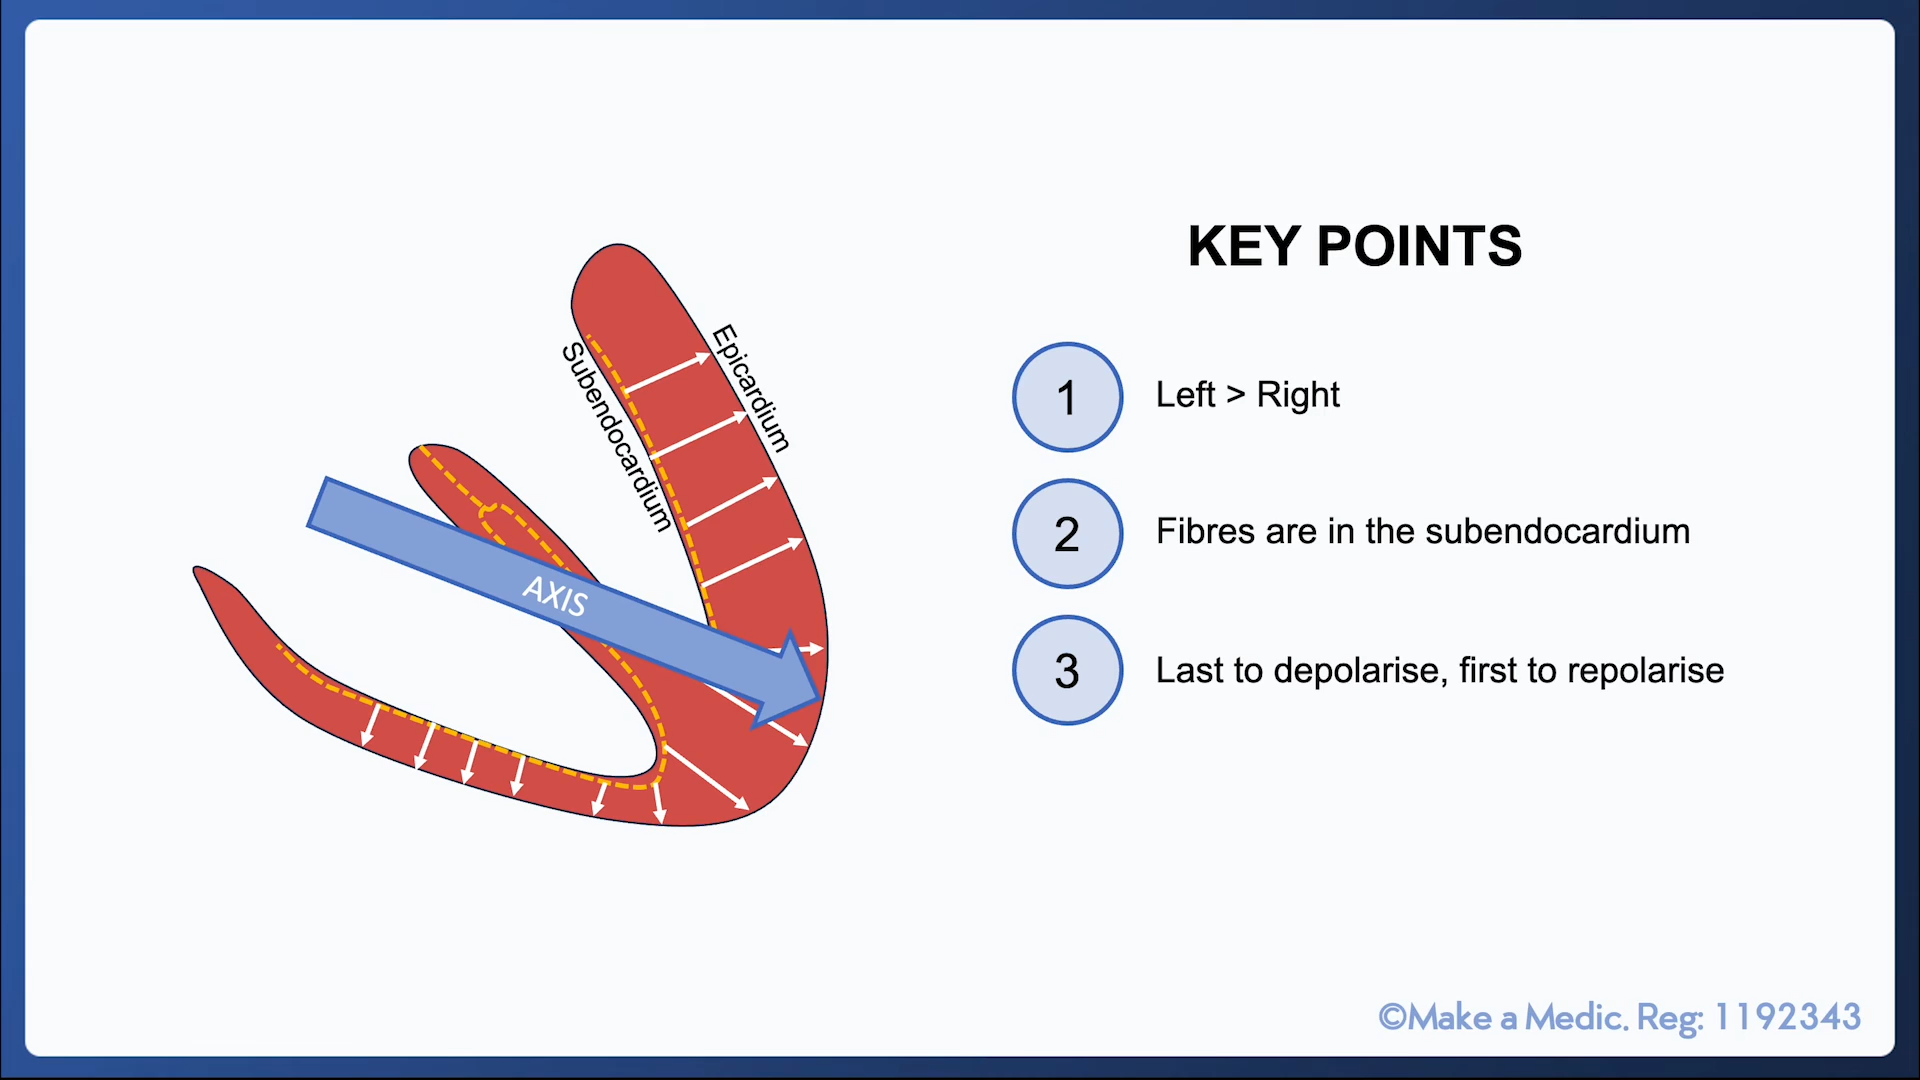 KEY POINTS
Subendocardium
Epicardium
AXIS
1
Left > Right
2
Fibres are in the subendocardium
3
Last to depolarise, first to repolarise
©Make a Medic. Reg: 1192343